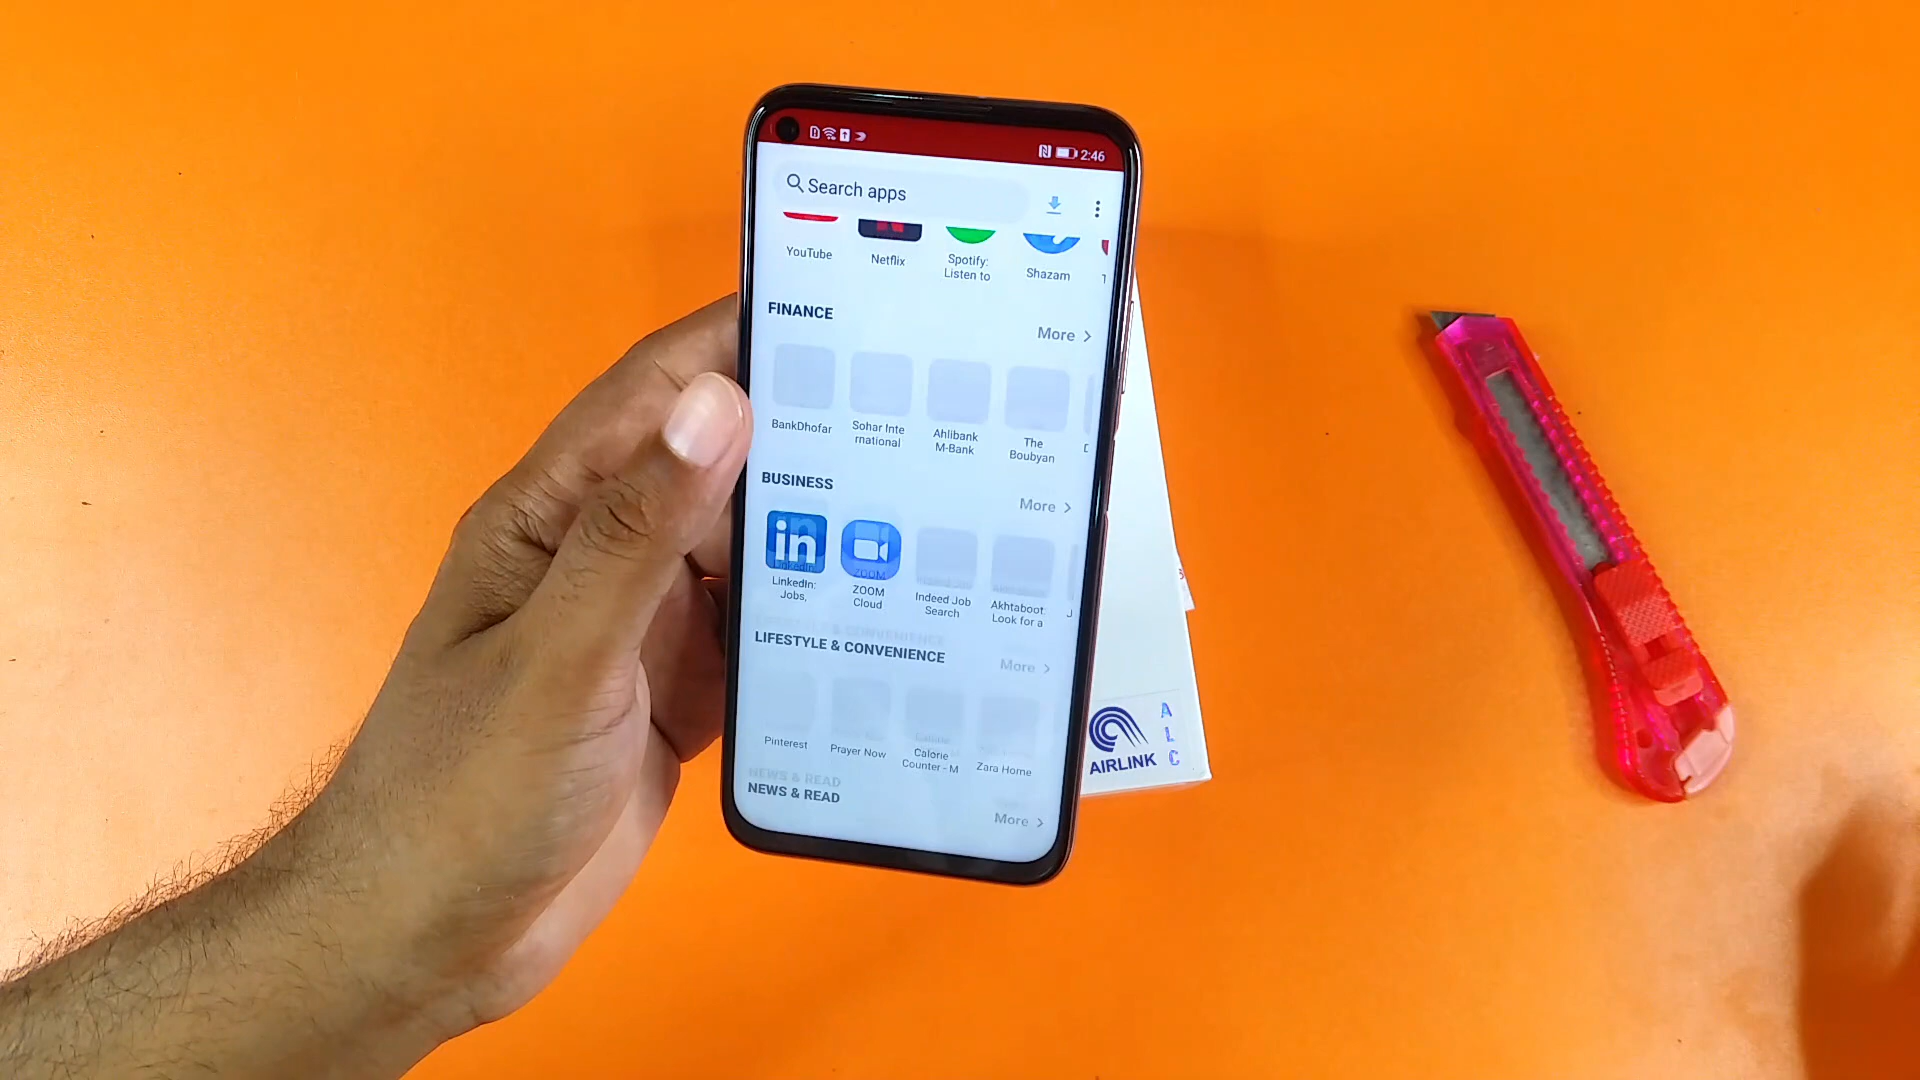 2:46
Search apps
YouTube
Netflix
Spotify:
Listen to
Shazam
FINANCE
More
BankDhofar
Sohar Inte
rnational
Ahlibank
M-Bank
The
Boubyan
BUSINESS
More
in
LinkedIn:
Jobs,
ZOOM
ZOOM
Cloud
Indeed Job
Search
Akhtaboot:
Look for a
LIFESTYLE & CONVENIENCE
More
Pinterest
Prayer Now
Calorie
Counter - M
Zara Home
NEWS & READ
More
AIRLINK
A
L
C